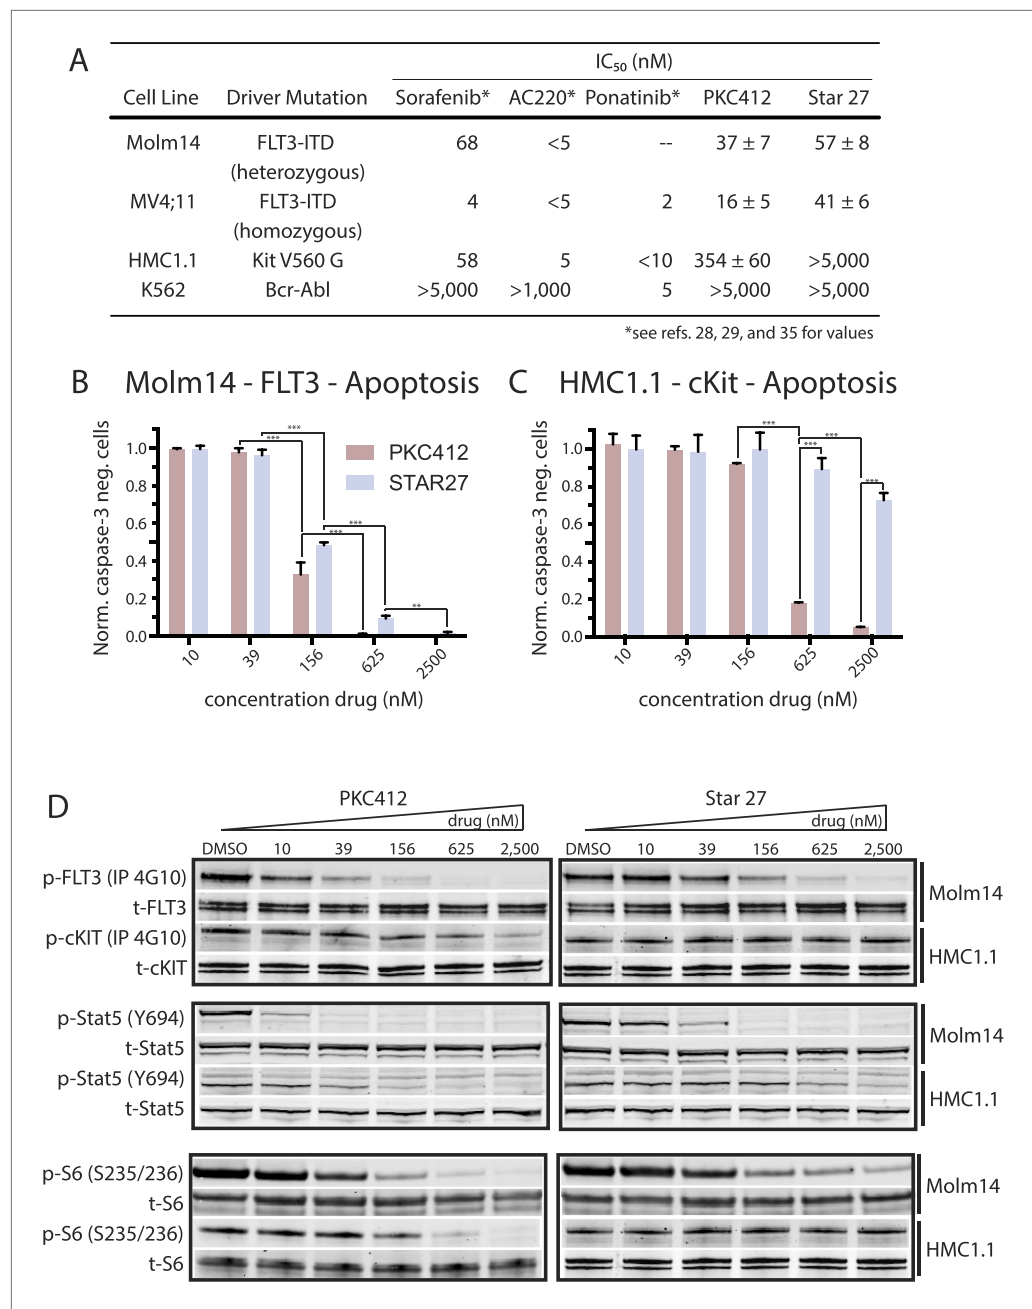 A
IC50 (nM)
Cell Line Driver Mutation Sorafenib* AC220* Ponatinib* PKC412 Star 27
Molm14 FLT3-ITD 68 <5 -- 37 ± 7 57 ± 8
(heterozygous)
MV4;11 FLT3-ITD 4 <5 2 16 ± 5 41 ± 6
(homozygous)
HMC1.1 Kit V560 G 58 5 <10 354 ± 60 >5,000
K562 Bcr-Abl >5,000 >1,000 5 >5,000 >5,000
*see refs. 28, 29, and 35 for values
B Molm14 - FLT3 - Apoptosis
Norm. caspase-3 neg. cells
1.0
0.8
0.6
0.4
0.2
0.0
***
***
***
***
**
PKC412
STAR27
10 39 156 625 2500
concentration drug (nM)
C HMC1.1 - cKit - Apoptosis
Norm. caspase-3 neg. cells
1.0
0.8
0.6
0.4
0.2
0.0
***
***
***
***
10 39 156 625 2500
concentration drug (nM)
D
PKC412 Star 27
drug (nM) drug (nM)
DMSO 10 39 156 625 2,500 DMSO 10 39 156 625 2,500
p-FLT3 (IP 4G10)
t-FLT3
Molm14
p-cKIT (IP 4G10)
t-cKIT
HMC1.1
p-Stat5 (Y694)
t-Stat5
Molm14
p-Stat5 (Y694)
t-Stat5
HMC1.1
p-S6 (S235/236)
t-S6
Molm14
p-S6 (S235/236)
t-S6
HMC1.1